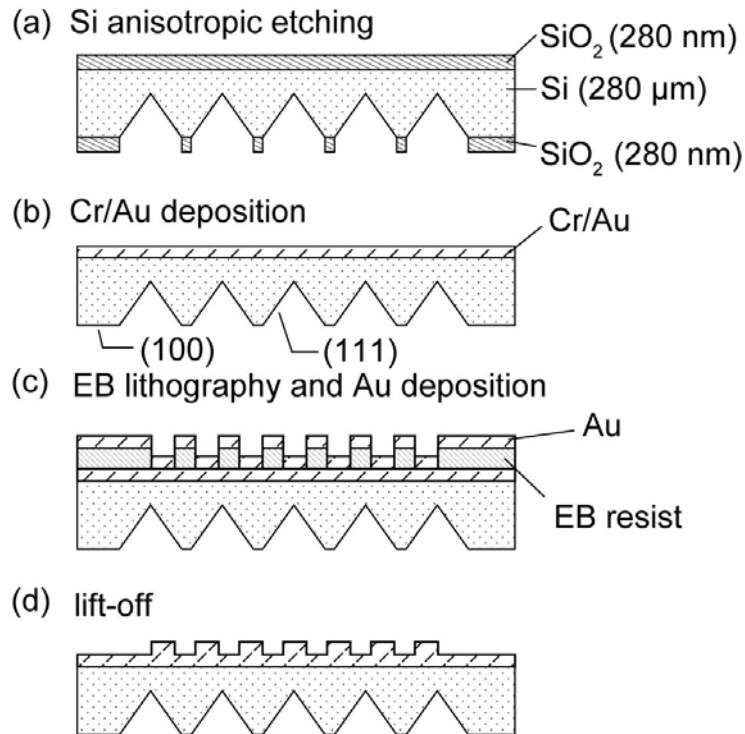 (a) Si anisotropic etching
SiO₂ (280 nm)
Si (280 µm)
SiO₂ (280 nm)
(b) Cr/Au deposition
Cr/Au
(100)
(111)
(c) EB lithography and Au deposition
Au
EB resist
(d) lift-off